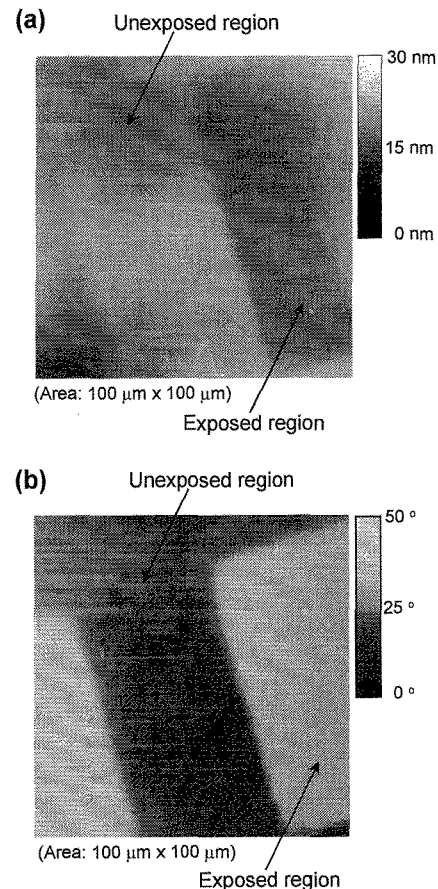 (a)
Unexposed region
30 nm
15 nm
0 nm
(Area: 100 μm x 100 μm)
Exposed region
(b)
Unexposed region
50 º
25 º
0 º
(Area: 100 μm x 100 μm)
Exposed region